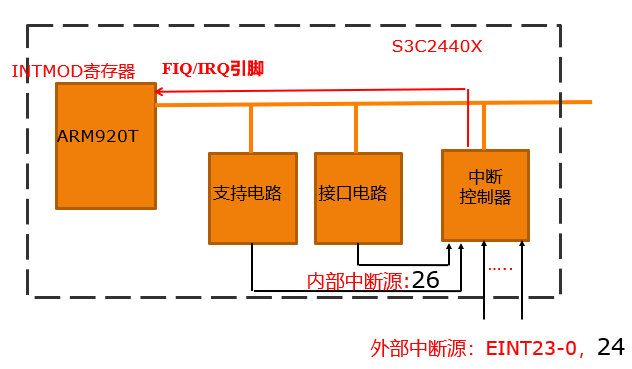 S3C2440X
INTMOD寄存器
FIQ/IRQ引脚
ARM920T
支持电路
接口电路
中断
控制器
内部中断源:26
.....
外部中断源：EINT23-0，24